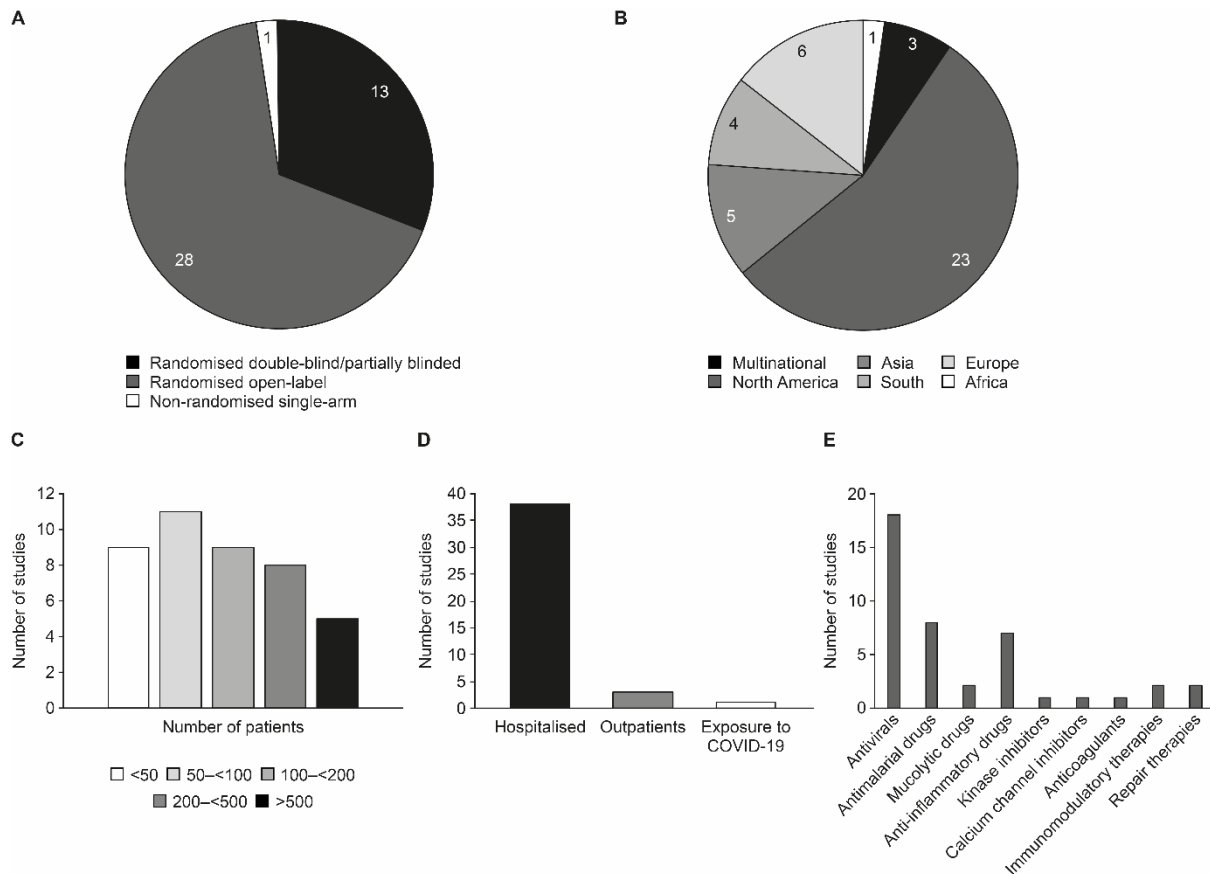 A
1
13
28
Randomised double-blind/partially blinded
Randomised open-label
Non-randomised single-arm
B
1
3
6
4
5
23
Multinational
Asia
Europe
North America
South
Africa
C
Number of studies
12
10
8
6
4
2
0
Number of patients
<50
50–<100
100–<200
200–<500
>500
D
Number of studies
40
35
30
25
20
15
10
5
0
Hospitalised
Outpatients
Exposure to
COVID-19
E
Number of studies
20
15
10
5
0
Antivirals
Antimalarial drugs
Mucolytic drugs
Anti-inflammatory drugs
Kinase inhibitors
Calcium channel inhibitors
Anticoagulants
Immunomodulatory therapies
Repair therapies